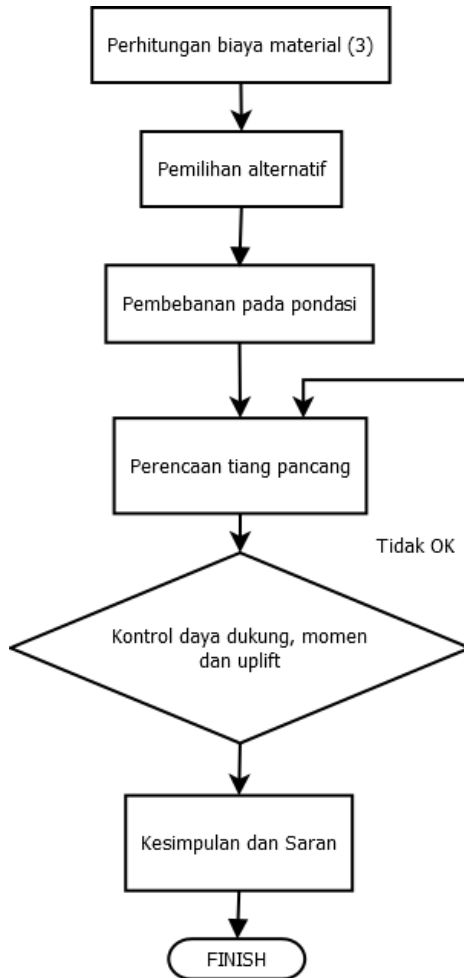 Perhitungan biaya material (3)
Pemilihan alternatif
Pembebanan pada pondasi
Perencaan tiang pancang
Tidak OK
Kontrol daya dukung, momen
dan uplift
Kesimpulan dan Saran
FINISH